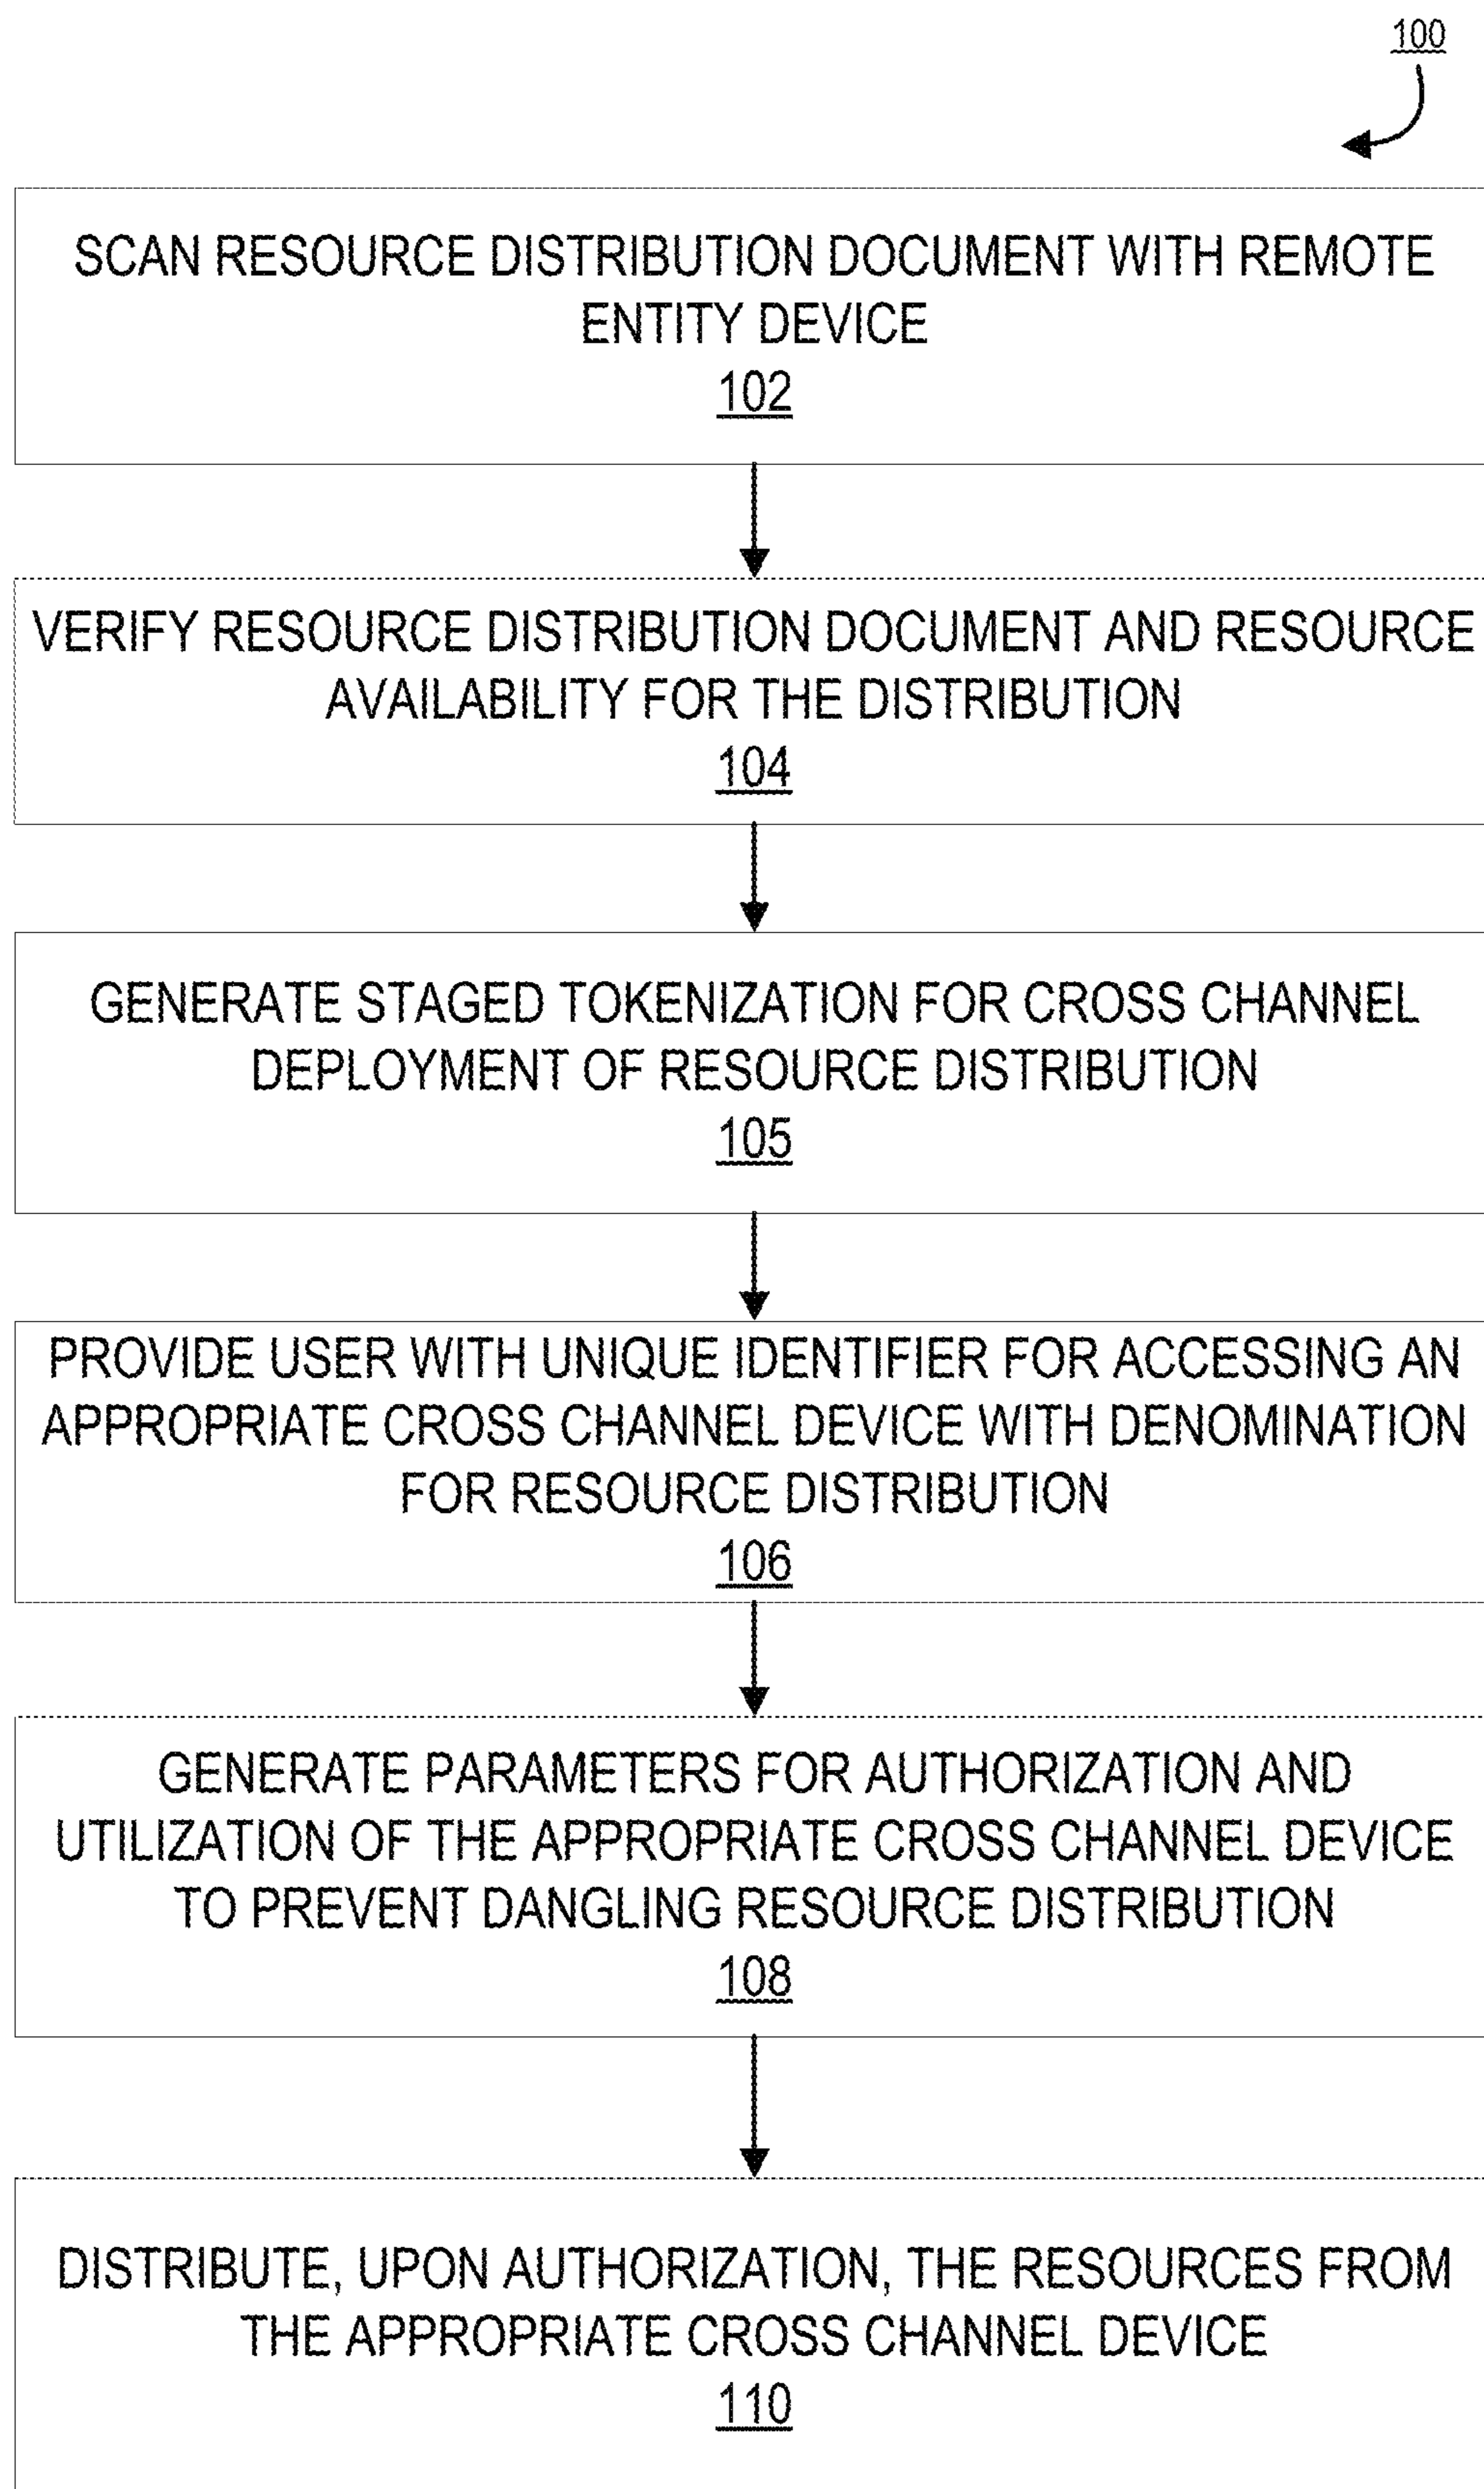 100
SCAN RESOURCE DISTRIBUTION DOCUMENT WITH REMOTE
ENTITY DEVICE
102
VERIFY RESOURCE DISTRIBUTION DOCUMENT AND RESOURCE
AVAILABILITY FOR THE DISTRIBUTION
104
GENERATE STAGED TOKENIZATION FOR CROSS CHANNEL
DEPLOYMENT OF RESOURCE DISTRIBUTION
105
PROVIDE USER WITH UNIQUE IDENTIFIER FOR ACCESSING AN
APPROPRIATE CROSS CHANNEL DEVICE WITH DENOMINATION
FOR RESOURCE DISTRIBUTION
106
GENERATE PARAMETERS FOR AUTHORIZATION AND
UTILIZATION OF THE APPROPRIATE CROSS CHANNEL DEVICE
TO PREVENT DANGLING RESOURCE DISTRIBUTION
108
DISTRIBUTE, UPON AUTHORIZATION, THE RESOURCES FROM
THE APPROPRIATE CROSS CHANNEL DEVICE
110